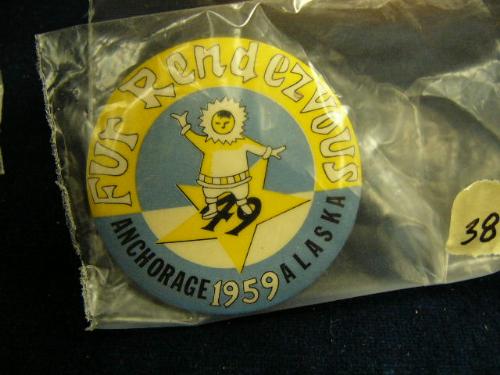 FUR Rendezvous
49
ANCHORAGE 1959 ALASKA
38